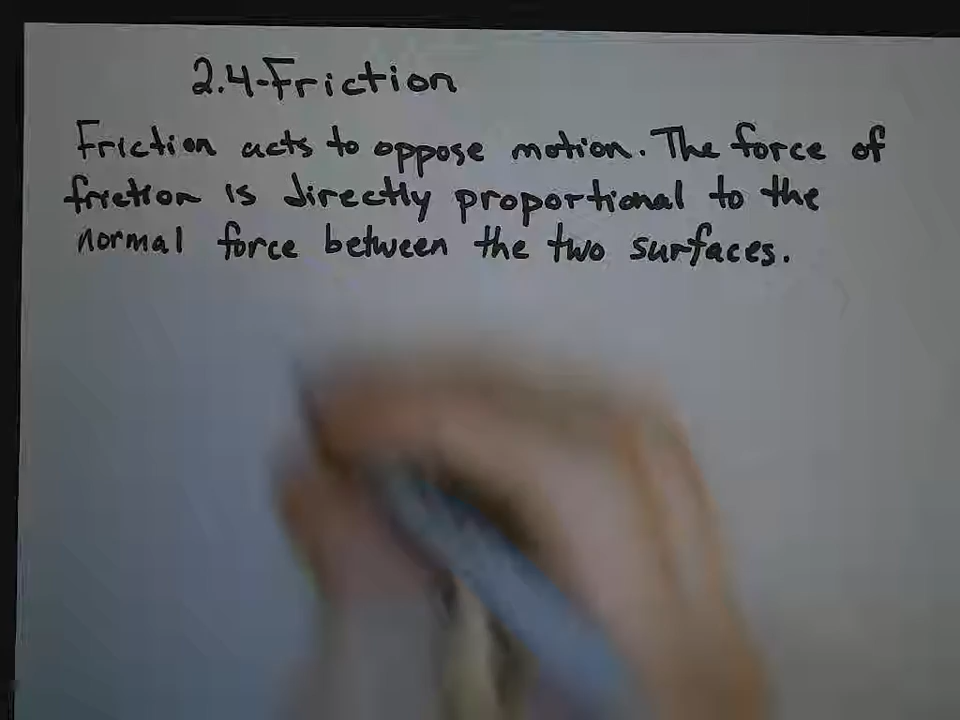 2.4-Friction
Friction acts to oppose motion. The force of
friction is directly proportional to the
normal force between the two surfaces.